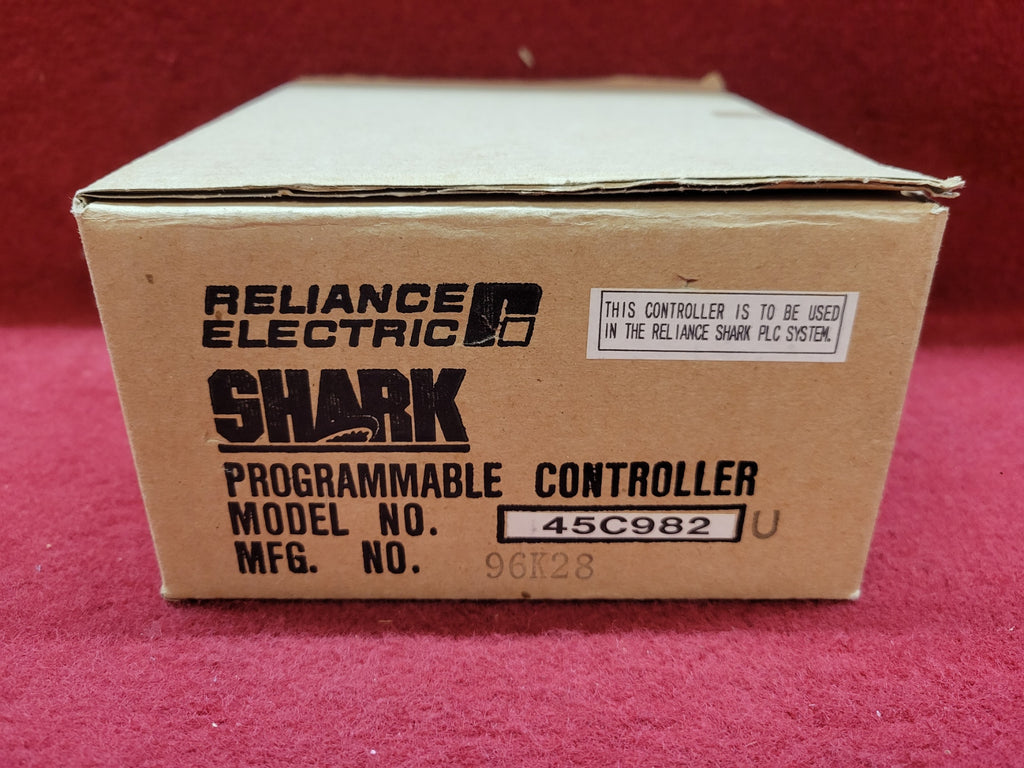 RELIANCE
ELECTRIC
THIS CONTROLLER IS TO BE USED
IN THE RELIANCE SHARK PLC SYSTEM.
SHARK
PROGRAMMABLE CONTROLLER
MODEL NO. 45C982 U
MFG. NO. 96K28